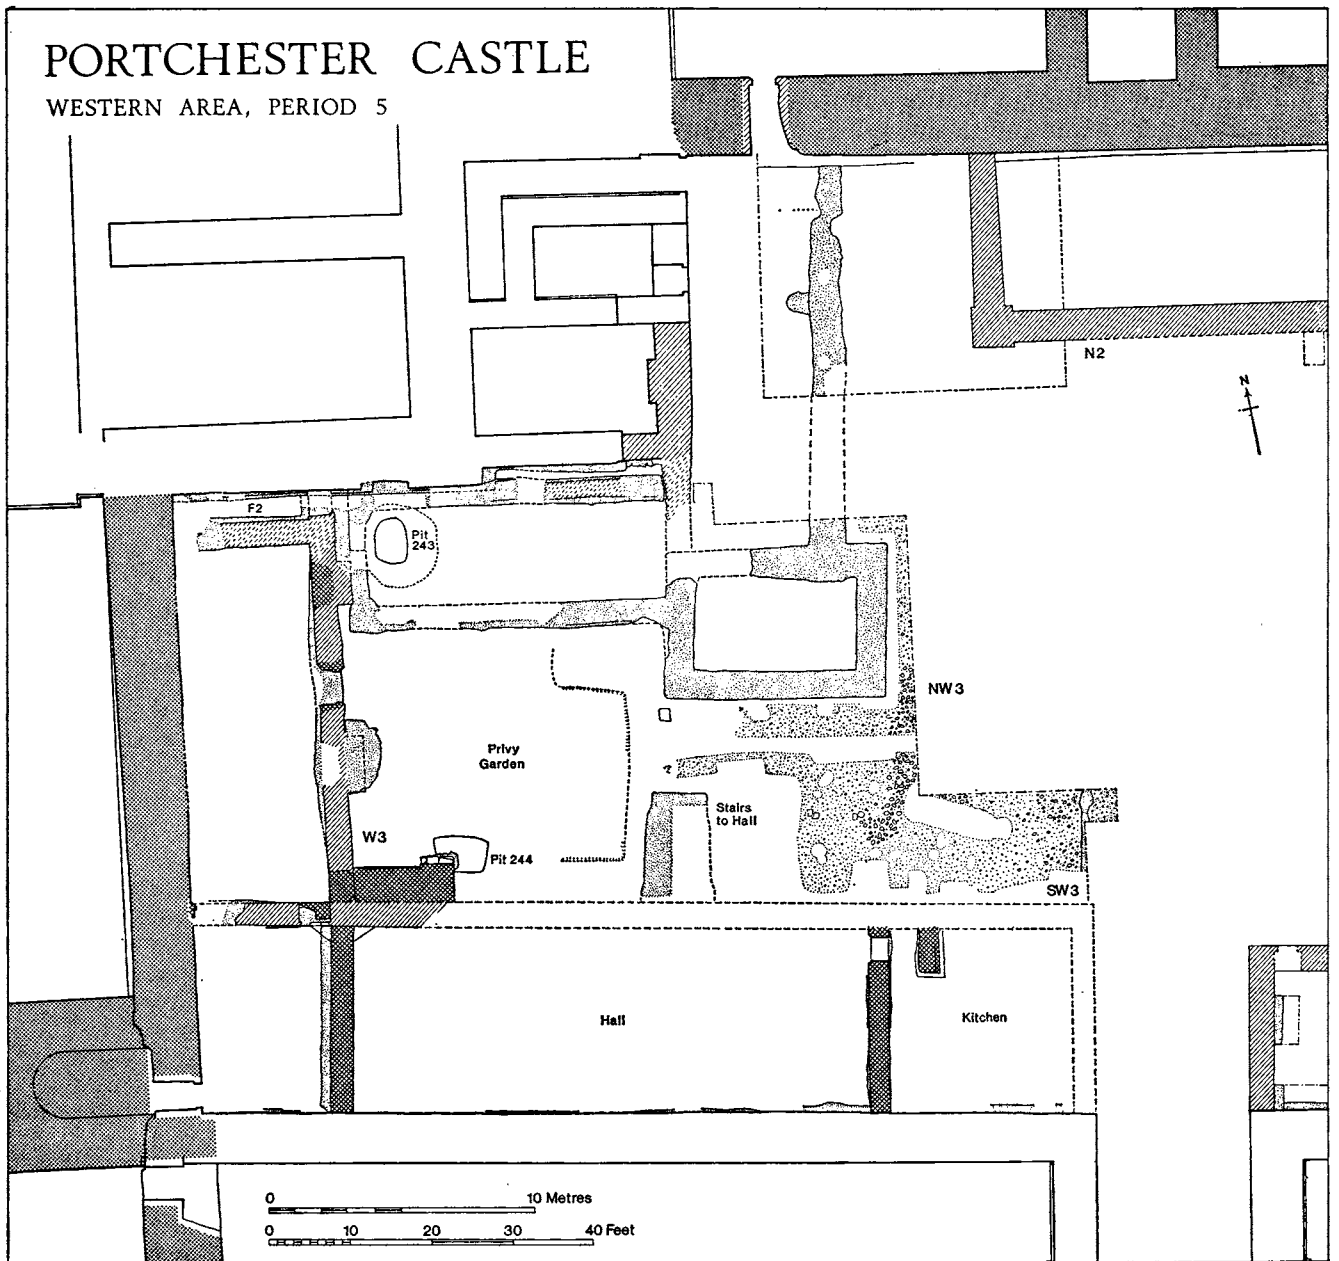 PORTCHESTER CASTLE
WESTERN AREA, PERIOD 5
N2
N
F2
Pit
243
NW3
Privy
Garden
Stairs
to Hall
W3
Pit 244
SW3
Hall
Kitchen
0 10 Metres
0 10 20 30 40 Feet